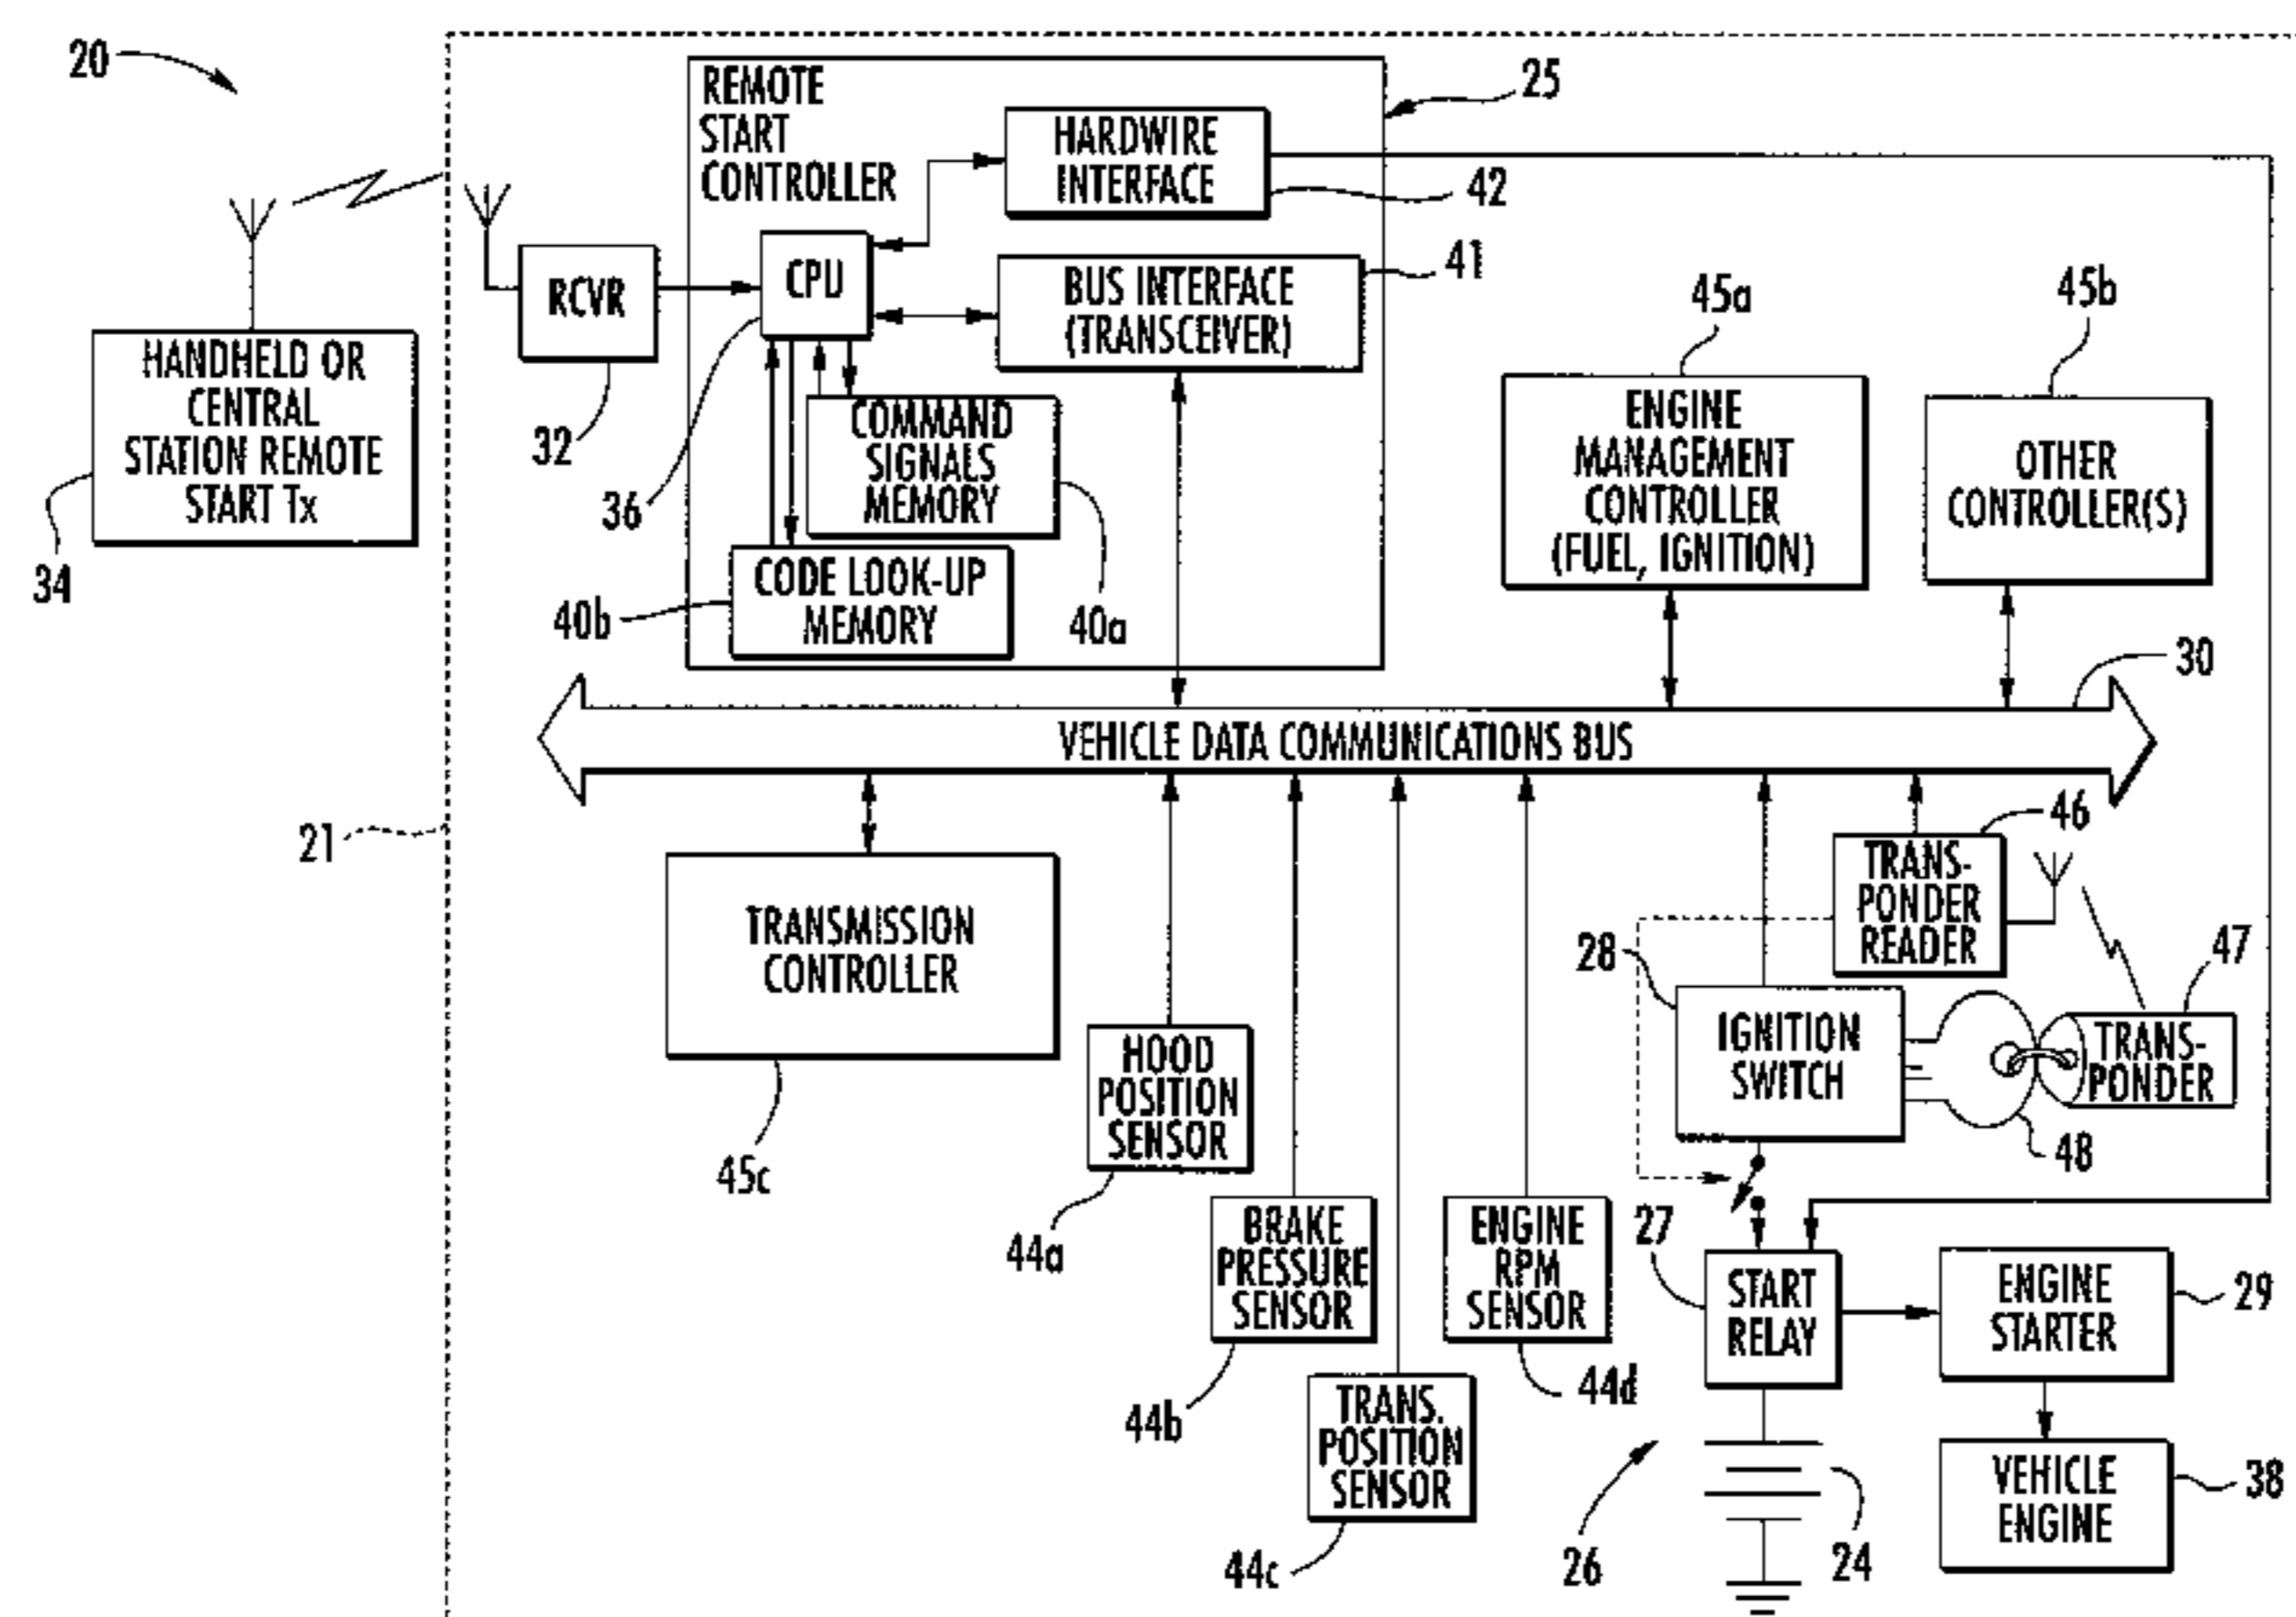 20
21
REMOTE
START
CONTROLLER
25
HARDWIRE
INTERFACE
42
CPU
36
RCVR
32
BUS INTERFACE
(TRANSCEIVER)
41
HANDHELD OR
CENTRAL
STATION REMOTE
START Tx
34
COMMAND
SIGNALS
MEMORY
40a
CODE LOOK-UP
MEMORY
40b
45a
ENGINE
MANAGEMENT
CONTROLLER
(FUEL, IGNITION)
45b
OTHER
CONTROLLER(S)
30
VEHICLE DATA COMMUNICATIONS BUS
TRANSMISSION
CONTROLLER
45c
HOOD
POSITION
SENSOR
44a
BRAKE
PRESSURE
SENSOR
44b
TRANS.
POSITION
SENSOR
44c
ENGINE
RPM
SENSOR
44d
46
TRANS-
PONDER
READER
28
IGNITION
SWITCH
47
TRANS-
PONDER
48
27
START
RELAY
ENGINE
STARTER
29
VEHICLE
ENGINE
38
26
24